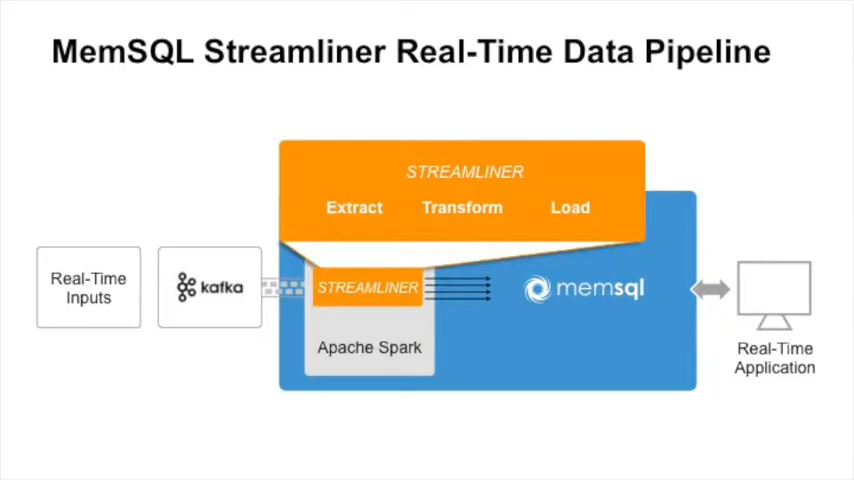 MemSQL Streamliner Real-Time Data Pipeline
STREAMLINER
Extract Transform Load
Real-Time
Inputs
kafka
STREAMLINER
memsql
Apache Spark
Real-Time
Application